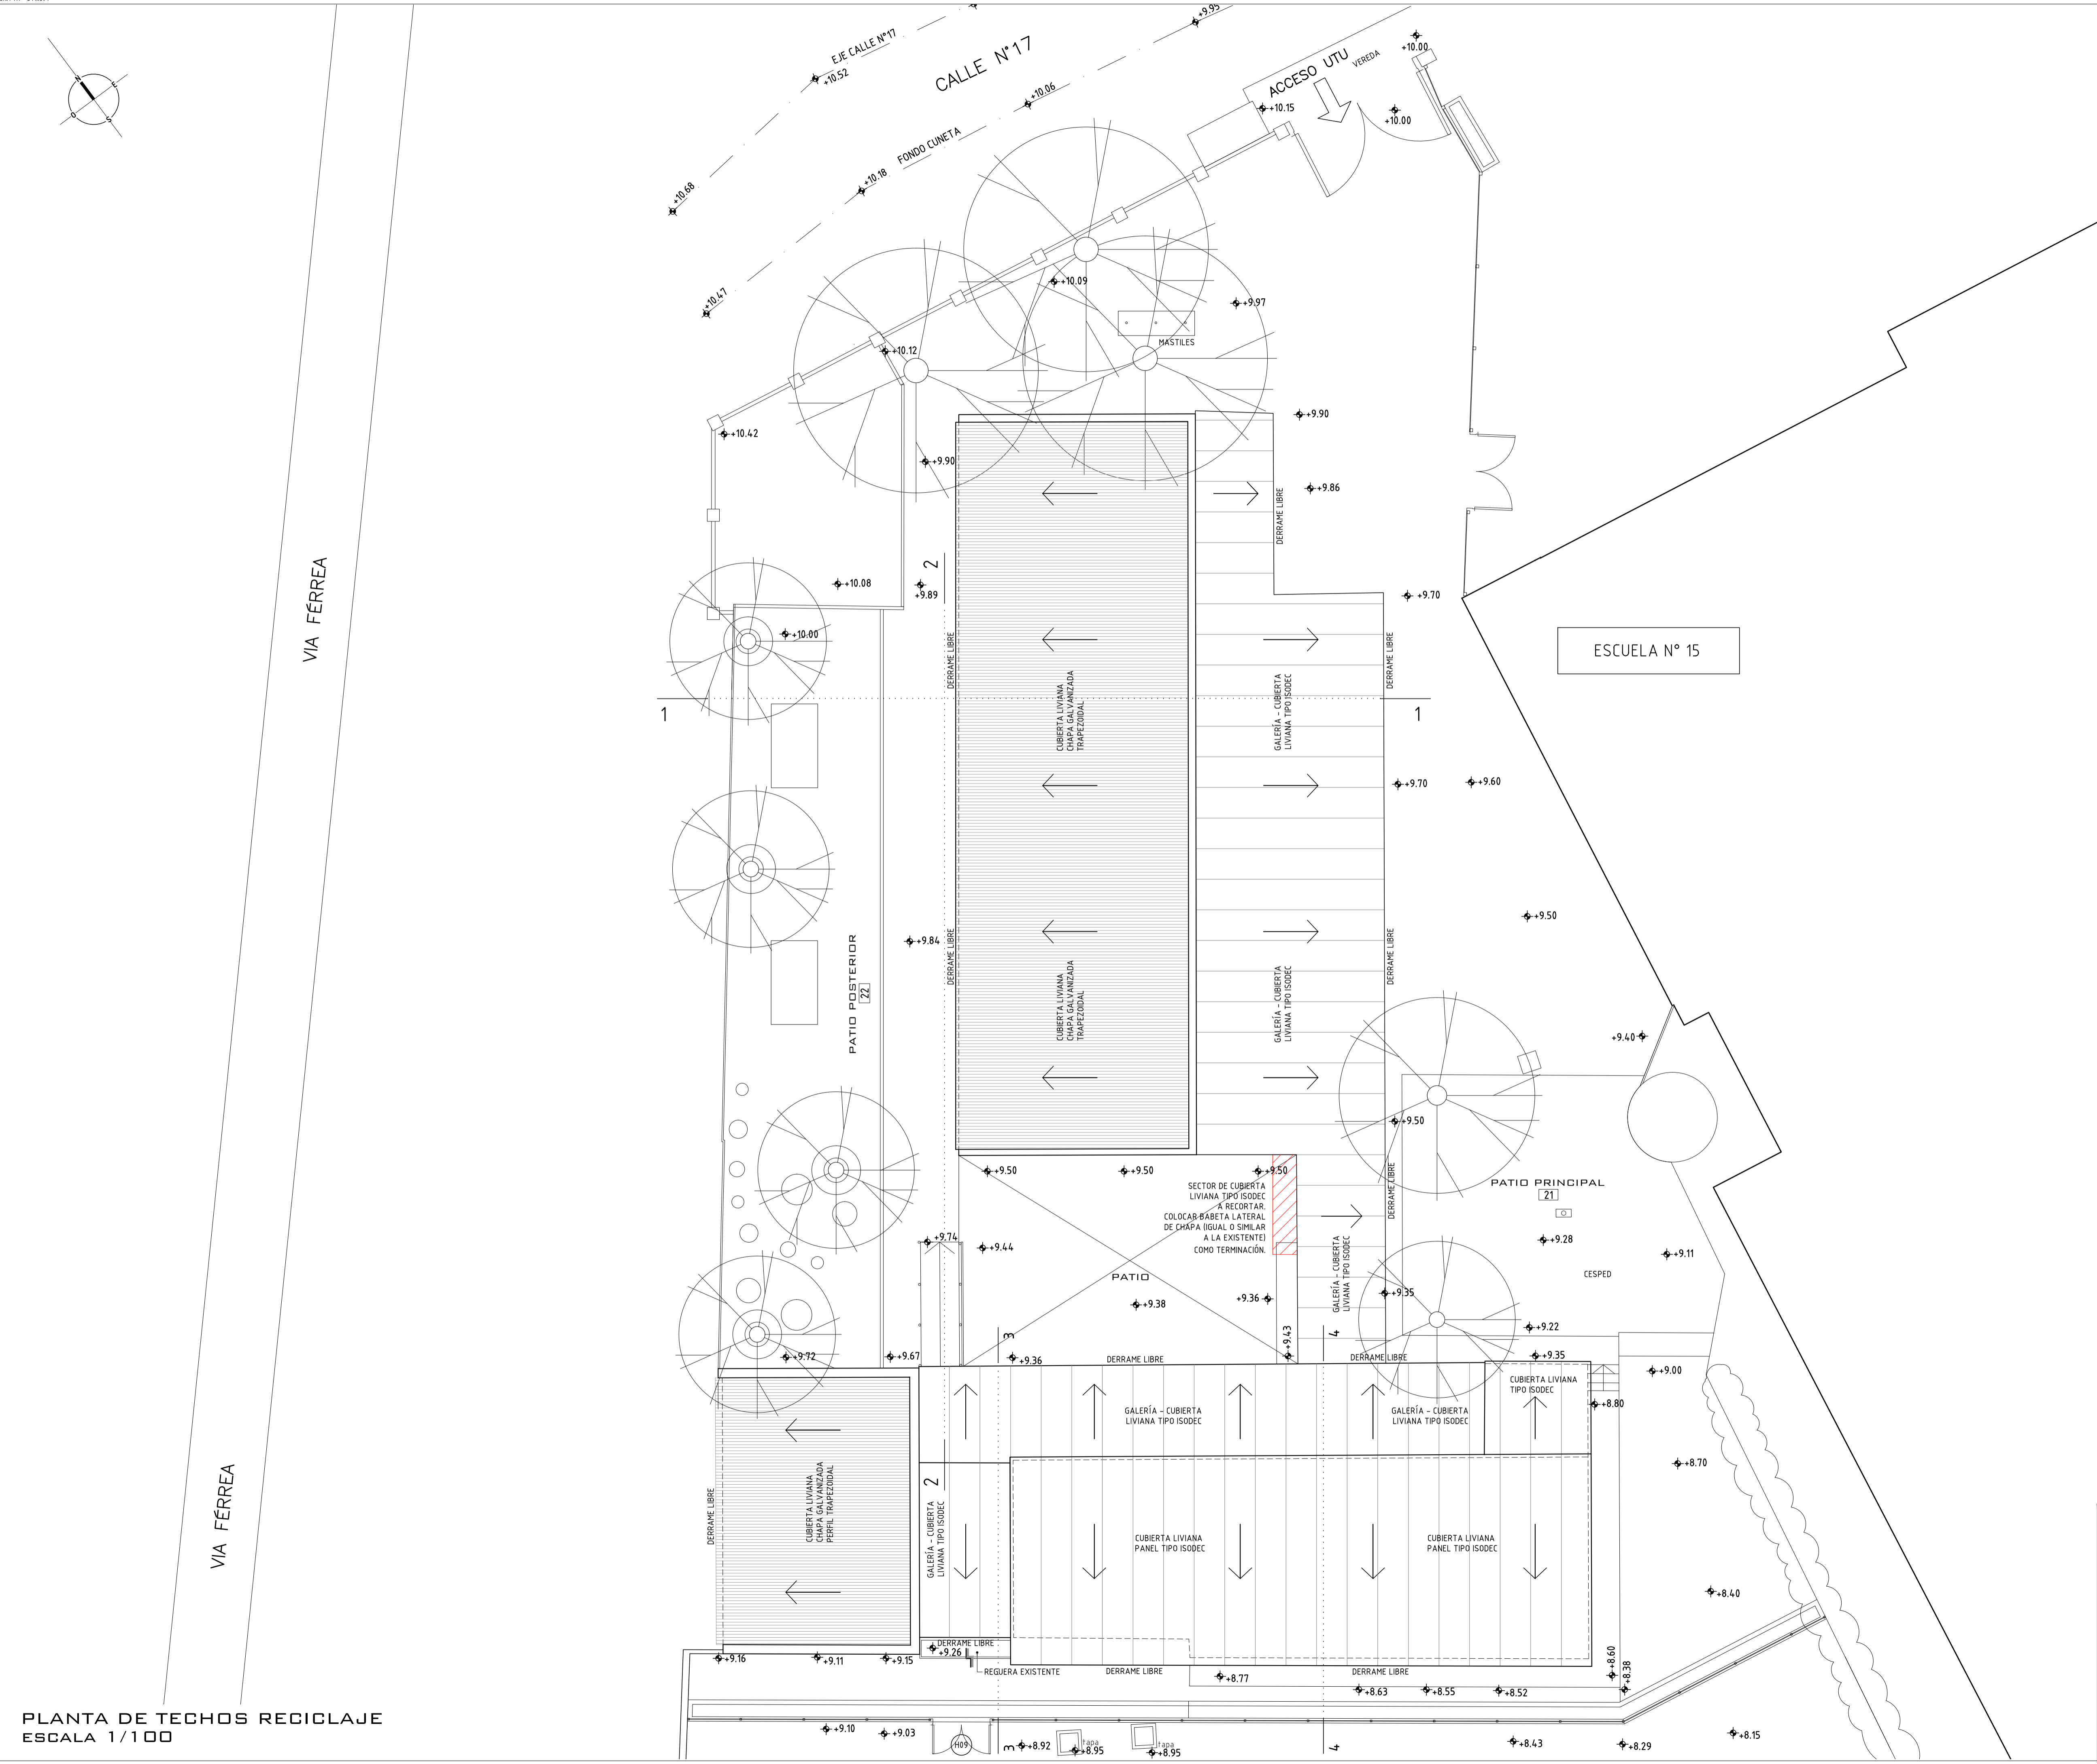 EJE CALLE N°17
+10.52
CALLE N°17
+9.95
+10.06
FONDO CUNETA
+10.18
+10.68
+10.47
ACCESO UTU
VEREDA
+10.00
+10.15
+10.00
N
E
O
S
+10.09
+9.97
MASTILES
+10.12
+10.42
+9.90
+9.90
+9.86
DERRAME LIBRE
VIA FÉRREA
2
+10.08
+9.89
+9.70
+10.00
ESCUELA N° 15
DERRAME LIBRE
DERRAME LIBRE
CUBIERTA LIVIANA
CHAPA GALVANIZADA
TRAPEZOIDAL
GALERÍA - CUBIERTA
LIVIANA TIPO ISODEC
1
1
+9.70
+9.60
+9.50
+9.84
DERRAME LIBRE
DERRAME LIBRE
PATIO POSTERIOR
22
CUBIERTA LIVIANA
CHAPA GALVANIZADA
TRAPEZOIDAL
GALERÍA - CUBIERTA
LIVIANA TIPO ISODEC
+9.40
+9.50
+9.50
+9.50
+9.50
SECTOR DE CUBIERTA
LIVIANA TIPO ISODEC
A RECORTAR.
COLOCAR BABETA LATERAL
DE CHAPA (IGUAL O SIMILAR
A LA EXISTENTE)
COMO TERMINACIÓN.
DERRAME LIBRE
PATIO PRINCIPAL
21
+9.74
+9.44
+9.28
+9.11
CESPED
PATIO
GALERÍA - CUBIERTA
LIVIANA TIPO ISODEC
+9.38
+9.36
+9.35
+9.22
+9.43
3
4
+9.72
+9.67
+9.36
DERRAME LIBRE
DERRAME LIBRE
+9.35
+9.00
CUBIERTA LIVIANA
TIPO ISODEC
+8.80
GALERÍA - CUBIERTA
LIVIANA TIPO ISODEC
GALERÍA - CUBIERTA
LIVIANA TIPO ISODEC
+8.70
VIA FÉRREA
DERRAME LIBRE
CUBIERTA LIVIANA
CHAPA GALVANIZADA
PERFIL TRAPEZOIDAL
2
GALERÍA - CUBIERTA
LIVIANA TIPO ISODEC
CUBIERTA LIVIANA
PANEL TIPO ISODEC
CUBIERTA LIVIANA
PANEL TIPO ISODEC
+8.40
DERRAME LIBRE
+9.26
+9.16
+9.11
+9.15
REGUERA EXISTENTE
DERRAME LIBRE
DERRAME LIBRE
+8.77
+8.60
+8.38
+8.63
+8.55
+8.52
PLANTA DE TECHOS RECICLAJE
ESCALA 1/100
+9.10
+9.03
H09
3
+8.92
tapa
+8.95
tapa
+8.95
4
+8.43
+8.29
+8.15